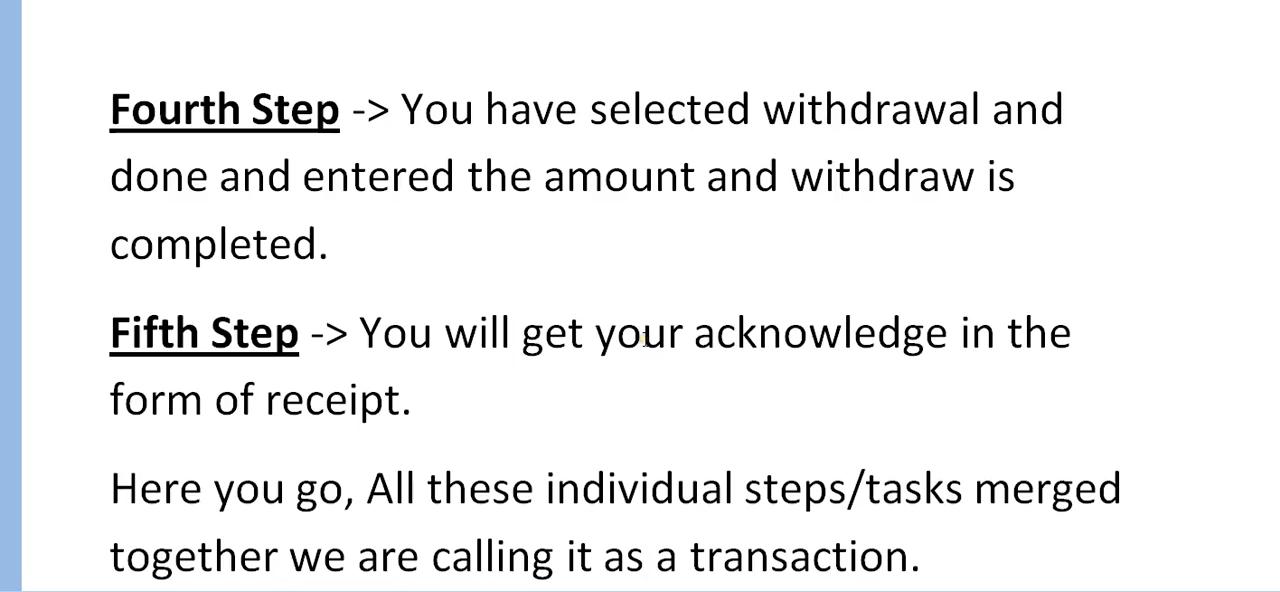 Fourth Step -> You have selected withdrawal and
done and entered the amount and withdraw is
completed.
Fifth Step -> You will get your acknowledge in the
form of receipt.
Here you go, All these individual steps/tasks merged
together we are calling it as a transaction.